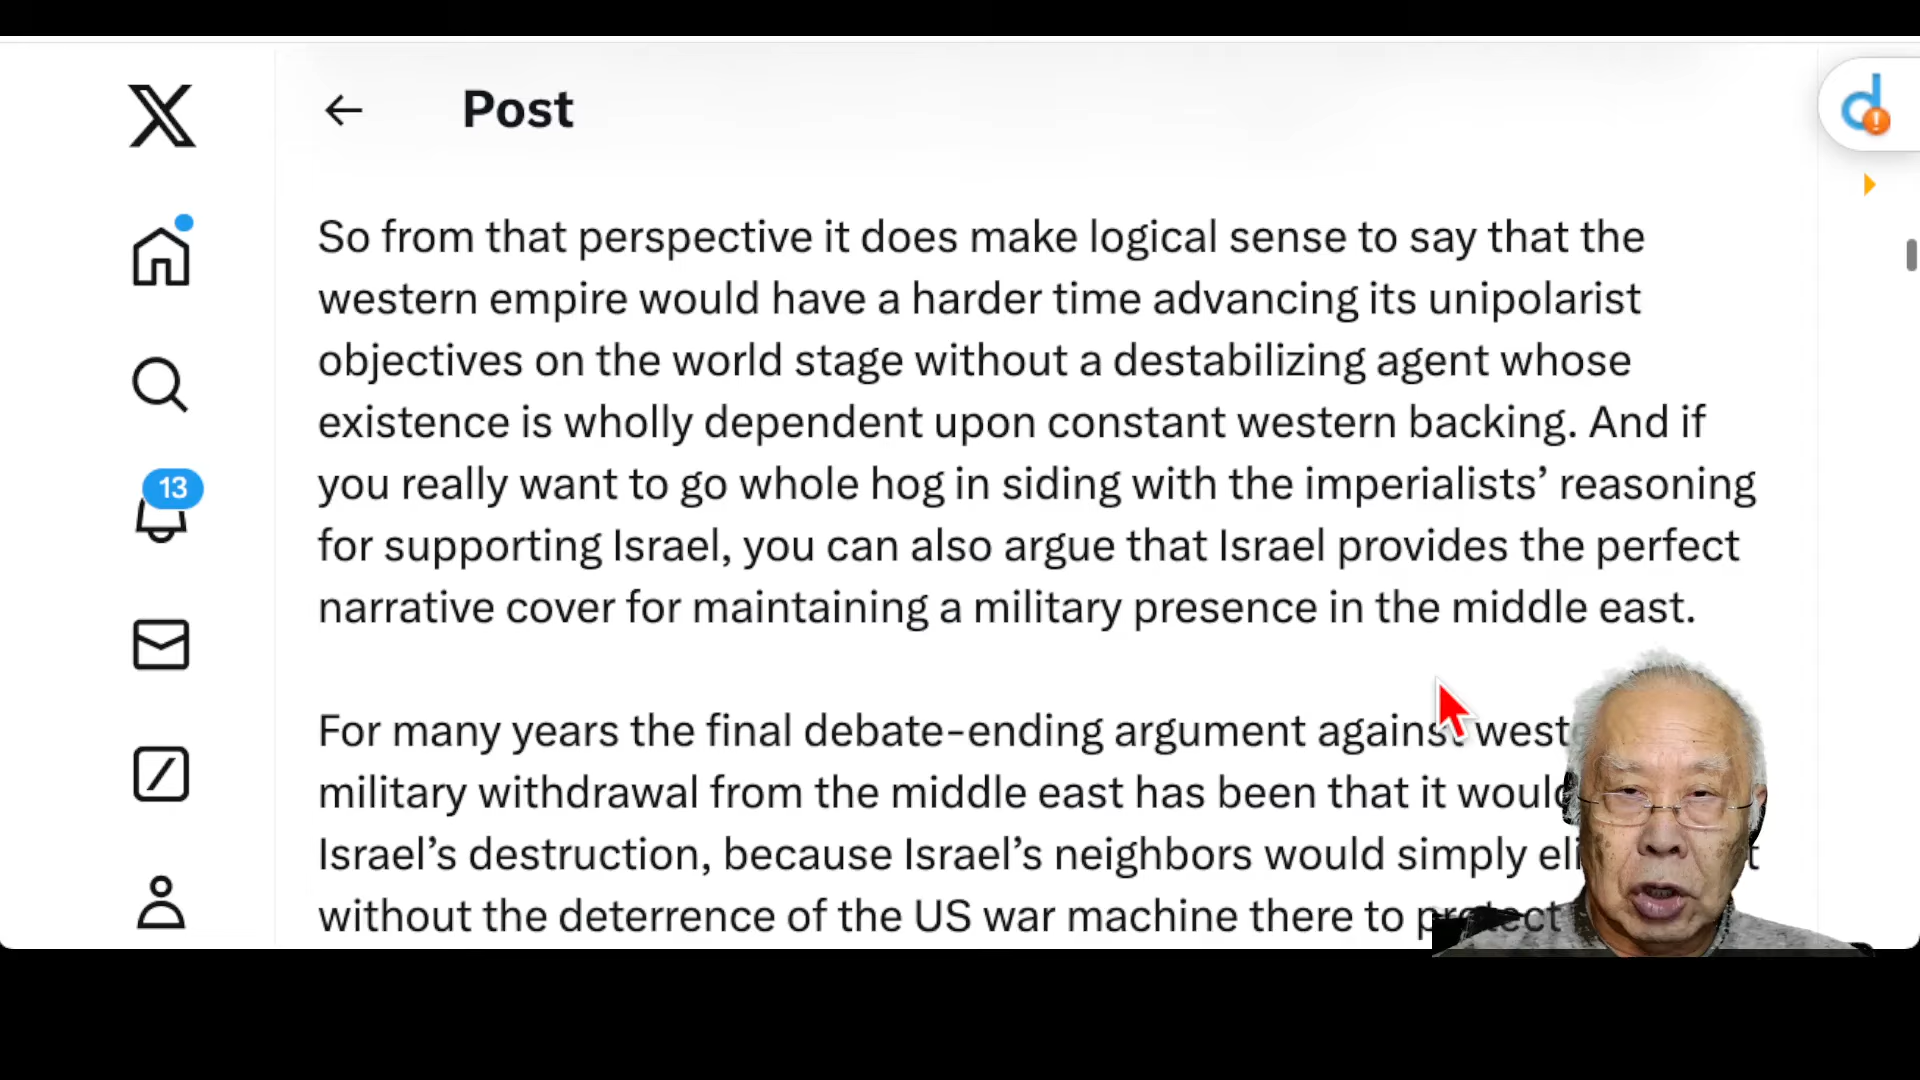 Post
So from that perspective it does make logical sense to say that the
western empire would have a harder time advancing its unipolarist
objectives on the world stage without a destabilizing agent whose
existence is wholly dependent upon constant western backing. And if
you really want to go whole hog in siding with the imperialists’ reasoning
for supporting Israel, you can also argue that Israel provides the perfect
narrative cover for maintaining a military presence in the middle east.
13
For many years the final debate-ending argument against
military withdrawal from the middle east has been that it
Israel’s destruction, because Israel’s neighbors would simply
without the deterrence of the US war machine there to protect